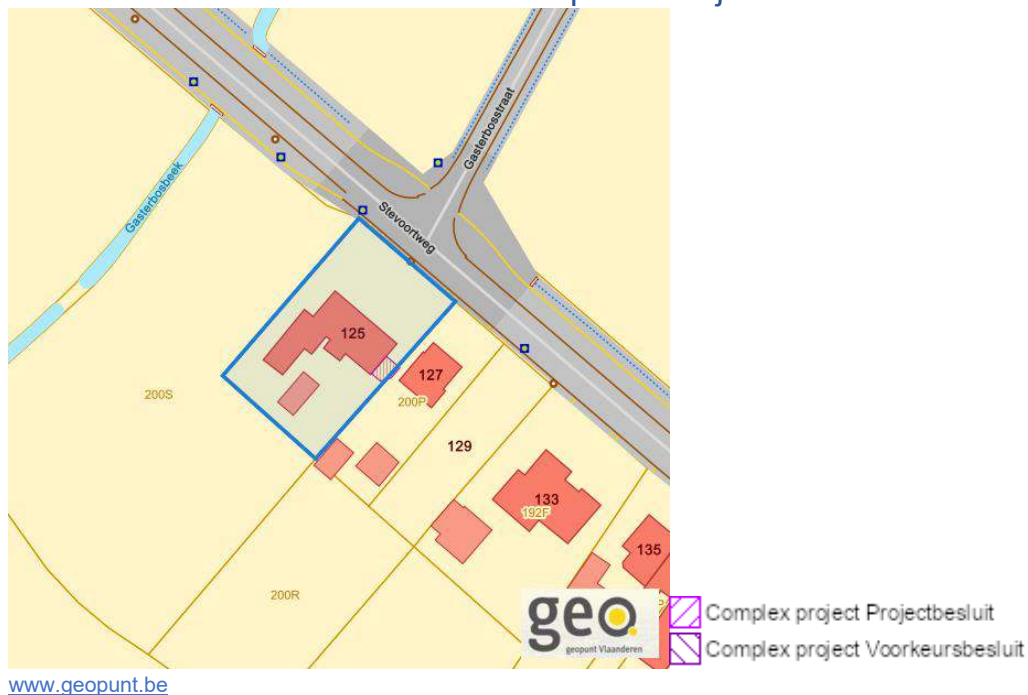 Gasterbosstraat
Gasterbosbeek
Stevoortweg
125
127
200P
200S
129
133
192F
135
200R
geo.
geopunt Vlaanderen
Complex project Projectbesluit
Complex project Voorkeursbesluit
www.geopunt.be